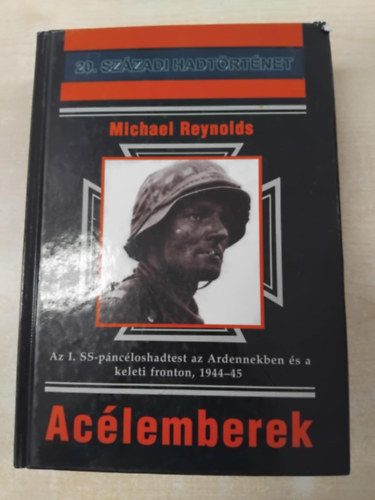 20. SZÁZADI HADTÖRTÉNET
Michael Reynolds
Az I. SS-páncéloshadtest az Ardennekben és a
keleti fronton, 1944–45
Acélemberek